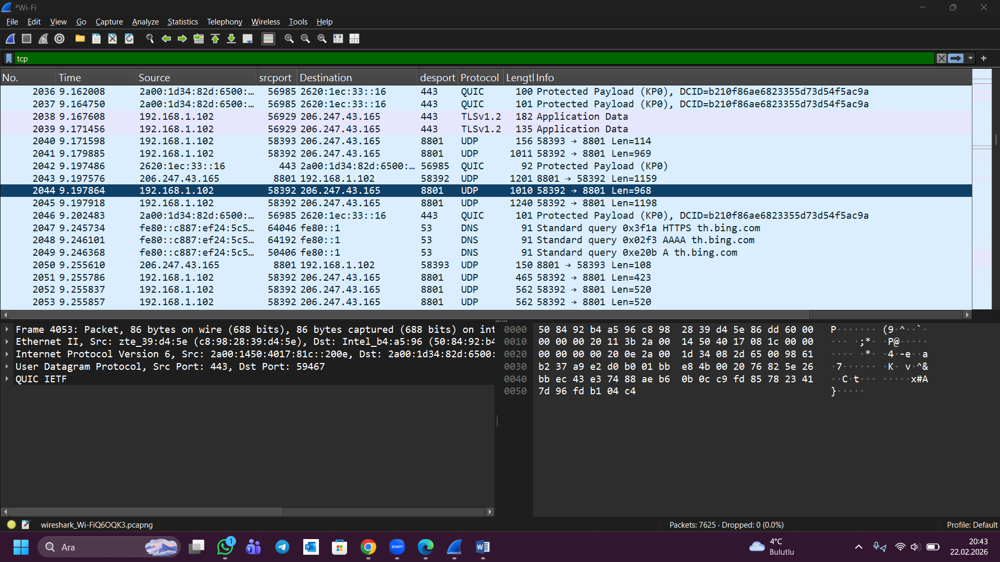 *Wi-Fi
File Edit View Go Capture Analyze Statistics Telephony Wireless Tools Help
tcp
No. Time Source srcport Destination desport Protocol Lengtl Info
2036 9.162008 2a00:1d34:82d:6500:… 56985 2620:1ec:33::16 443 QUIC 100 Protected Payload (KP0), DCID=b210f86ae6823355d73d54f5ac9a
2037 9.164750 2a00:1d34:82d:6500:… 56985 2620:1ec:33::16 443 QUIC 101 Protected Payload (KP0), DCID=b210f86ae6823355d73d54f5ac9a
2038 9.167608 192.168.1.102 56929 206.247.43.165 443 TLSv1.2 182 Application Data
2039 9.171456 192.168.1.102 56929 206.247.43.165 443 TLSv1.2 135 Application Data
2040 9.171598 192.168.1.102 58393 206.247.43.165 8801 UDP 156 58393 → 8801 Len=114
2041 9.179885 192.168.1.102 58392 206.247.43.165 8801 UDP 1011 58392 → 8801 Len=969
2042 9.197486 2620:1ec:33::16 443 2a00:1d34:82d:6500:… 56985 QUIC 92 Protected Payload (KP0)
2043 9.197576 206.247.43.165 8801 192.168.1.102 58392 UDP 1201 8801 → 58392 Len=1159
2044 9.197864 192.168.1.102 58392 206.247.43.165 8801 UDP 1010 58392 → 8801 Len=968
2045 9.197918 192.168.1.102 58392 206.247.43.165 8801 UDP 1240 58392 → 8801 Len=1198
2046 9.202483 2a00:1d34:82d:6500:… 56985 2620:1ec:33::16 443 QUIC 101 Protected Payload (KP0), DCID=b210f86ae6823355d73d54f5ac9a
2047 9.245734 fe80::c887:ef24:5c5… 64046 fe80::1 53 DNS 91 Standard query 0x3f1a HTTPS th.bing.com
2048 9.246101 fe80::c887:ef24:5c5… 64192 fe80::1 53 DNS 91 Standard query 0x02f3 AAAA th.bing.com
2049 9.246368 fe80::c887:ef24:5c5… 50406 fe80::1 53 DNS 91 Standard query 0xe20b A th.bing.com
2050 9.255610 206.247.43.165 8801 192.168.1.102 58393 UDP 150 8801 → 58393 Len=108
2051 9.255786 192.168.1.102 58392 206.247.43.165 8801 UDP 465 58392 → 8801 Len=423
2052 9.255837 192.168.1.102 58392 206.247.43.165 8801 UDP 562 58392 → 8801 Len=520
2053 9.255857 192.168.1.102 58392 206.247.43.165 8801 UDP 562 58392 → 8801 Len=520
Frame 4053: Packet, 86 bytes on wire (688 bits), 86 bytes captured (688 bits) on int
Ethernet II, Src: zte_39:d4:5e (c8:98:28:39:d4:5e), Dst: Intel_b4:a5:96 (50:84:92:b4
Internet Protocol Version 6, Src: 2a00:1450:4017:81c::200e, Dst: 2a00:1d34:82d:6500:
User Datagram Protocol, Src Port: 443, Dst Port: 59467
QUIC IETF
0000 50 84 92 b4 a5 96 c8 98 28 39 d4 5e 86 dd 60 00 P······· (9·^··`·
0010 00 00 00 20 11 3b 2a 00 14 50 40 17 08 1c 00 00 ··· ·;*· ·P@·····
0020 00 00 00 00 20 0e 2a 00 1d 34 08 2d 65 00 98 61 ···· ·*· ·4·-e··a
0030 b2 37 a9 e2 d0 b0 01 bb e8 4b 00 20 76 82 5e 26 ·7······ ·K· v·^&
0040 bb ec 43 e3 74 88 ae b6 0b 0c c9 fd 85 78 23 41 ··C·t··· ·····x#A
0050 7d 96 fd b1 04 c4 }·····
wireshark_Wi-FiQ6OQK3.pcapng Packets: 7625 · Dropped: 0 (0.0%) Profile: Default
Ara
1
zoom
4°C
Bulutlu
20:43
22.02.2026